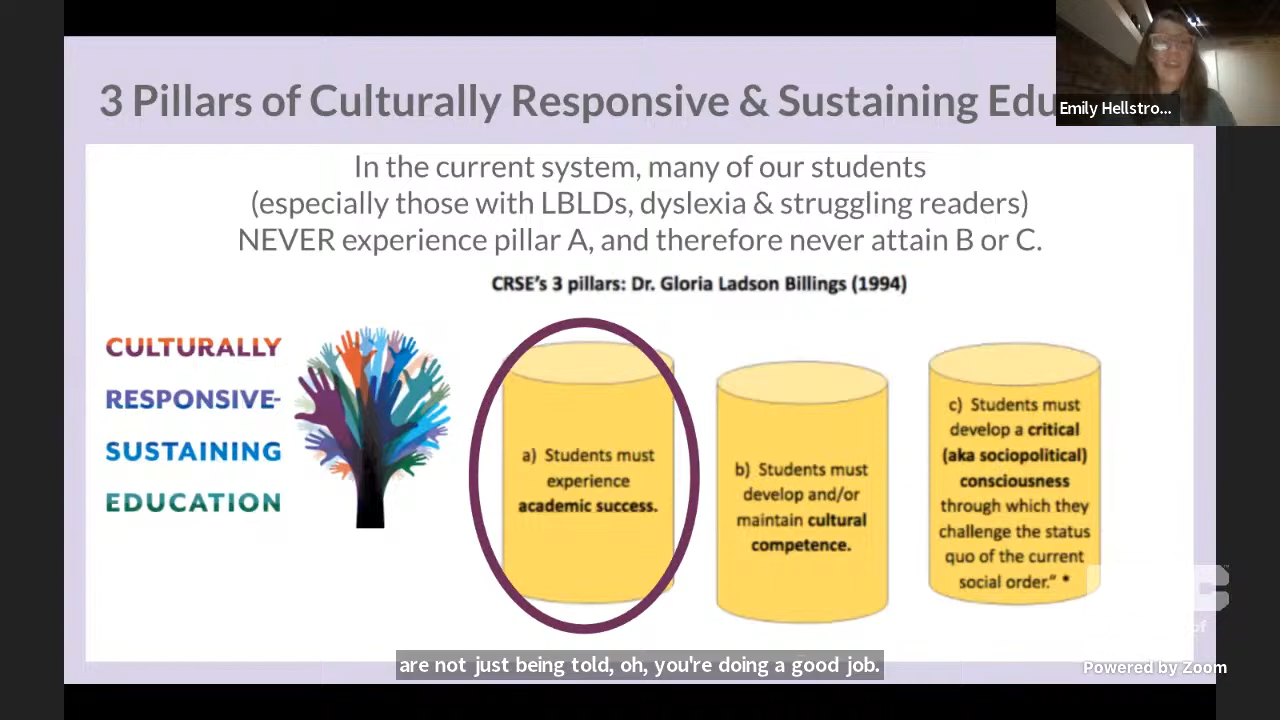 3 Pillars of Culturally Responsive & Sustaining Edu
Emily Hellstro...
In the current system, many of our students
(especially those with LBLDs, dyslexia & struggling readers)
NEVER experience pillar A, and therefore never attain B or C.
CRSE's 3 pillars: Dr. Gloria Ladson Billings (1994)
CULTURALLY
RESPONSIVE-
SUSTAINING
EDUCATION
a) Students must
experience
academic success.
b) Students must
develop and/or
maintain cultural
competence.
c) Students must
develop a critical
(aka sociopolitical)
consciousness
through which they
challenge the status
quo of the current
social order." *
of
are not just being told, oh, you're doing a good job.
Powered by Zoom